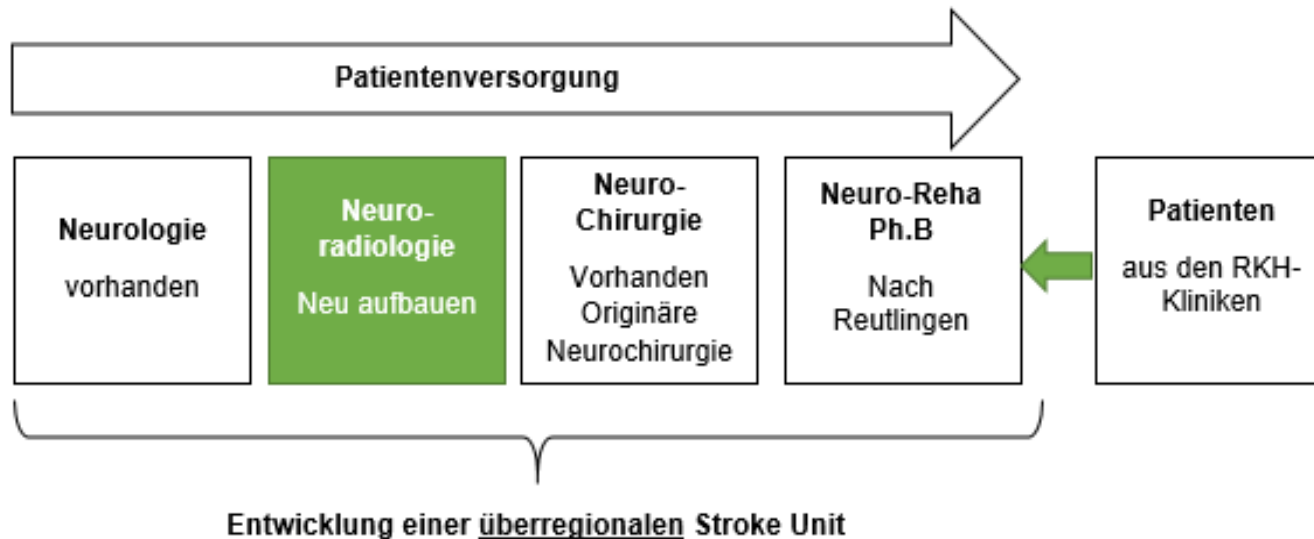 Patientenversorgung
Neurologie
vorhanden
Neuro-
radiologie
Neu aufbauen
Neuro-
Chirurgie
Vorhanden
Originäre
Neurochirurgie
Neuro-Reha
Ph.B
Nach
Reutlingen
Patienten
aus den RKH-
Kliniken
Entwicklung einer überregionalen Stroke Unit